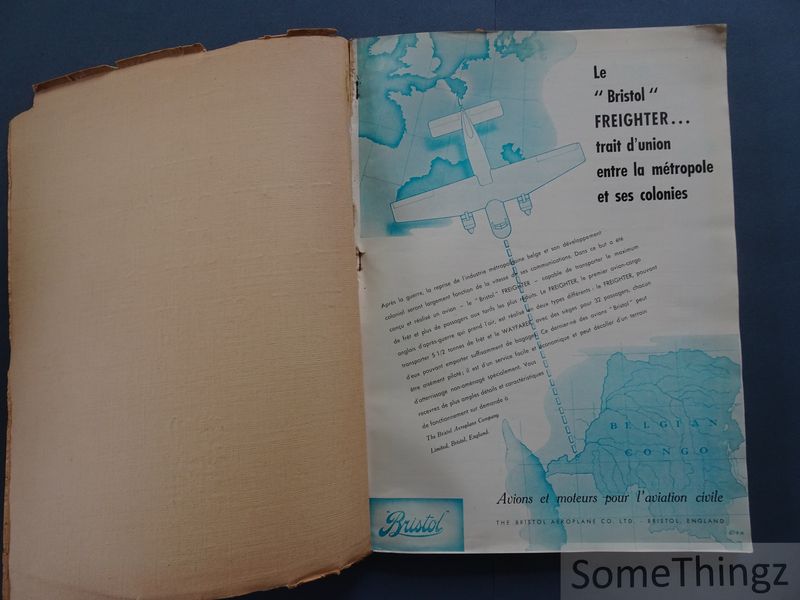 Le
"Bristol"
FREIGHTER...
trait d'union
entre la métropole
et ses colonies
Après la guerre, la reprise de l'industrie métropolitaine belge et son développement
colonial seront largement fonction de la vitesse de ses communications. Dans ce but a été
conçu et réalisé un avion - le "Bristol" FREIGHTER - capable de transporter le maximum
de frêt et plus de passagers aux tarifs les plus réduits. Le FREIGHTER, le premier avion-cargo
anglais d'après-guerre qui prend l'air, est réalisé en deux types différents : le FREIGHTER, pouvant
transporter 5 1/2 tonnes de frêt et le WAYFARER avec des sièges pour 32 passagers, chacun
d'eux pouvant emporter suffisamment de bagages. Ce dernier-né des avions "Bristol" peut
être aisément piloté; il est d'un service facile et économique et peut décoller d'un terrain
d'atterrissage non-aménagé spécialement. Vous
recevrez de plus amples détails et caractéristiques
de fonctionnement sur demande à
The Bristol Aeroplane Company
Limited, Bristol, England.
BELGIAN
CONGO
Avions et moteurs pour l'aviation civile
"Bristol"
THE BRISTOL AEROPLANE CO. LTD. - BRISTOL, ENGLAND
SomeThingz